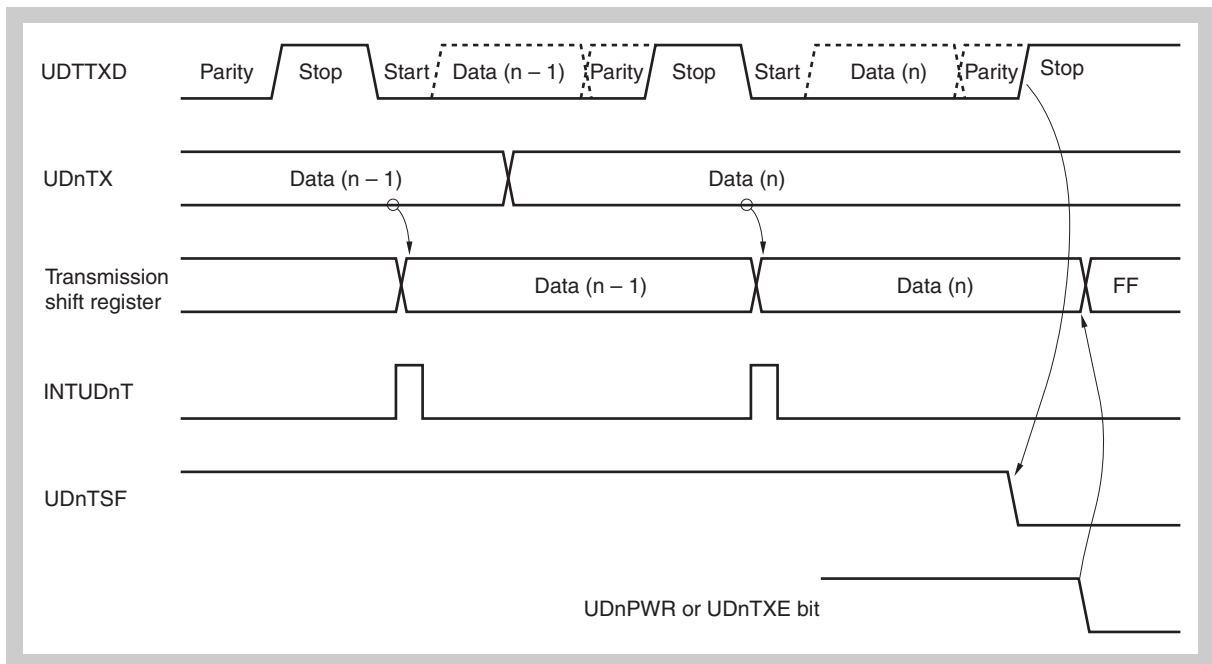 UDTTXD Parity Stop Start Data (n – 1) Parity Stop Start Data (n) Parity Stop
UDnTX Data (n – 1) Data (n)
Transmission
shift register
Data (n – 1) Data (n) FF
INTUDnT
UDnTSF
UDnPWR or UDnTXE bit